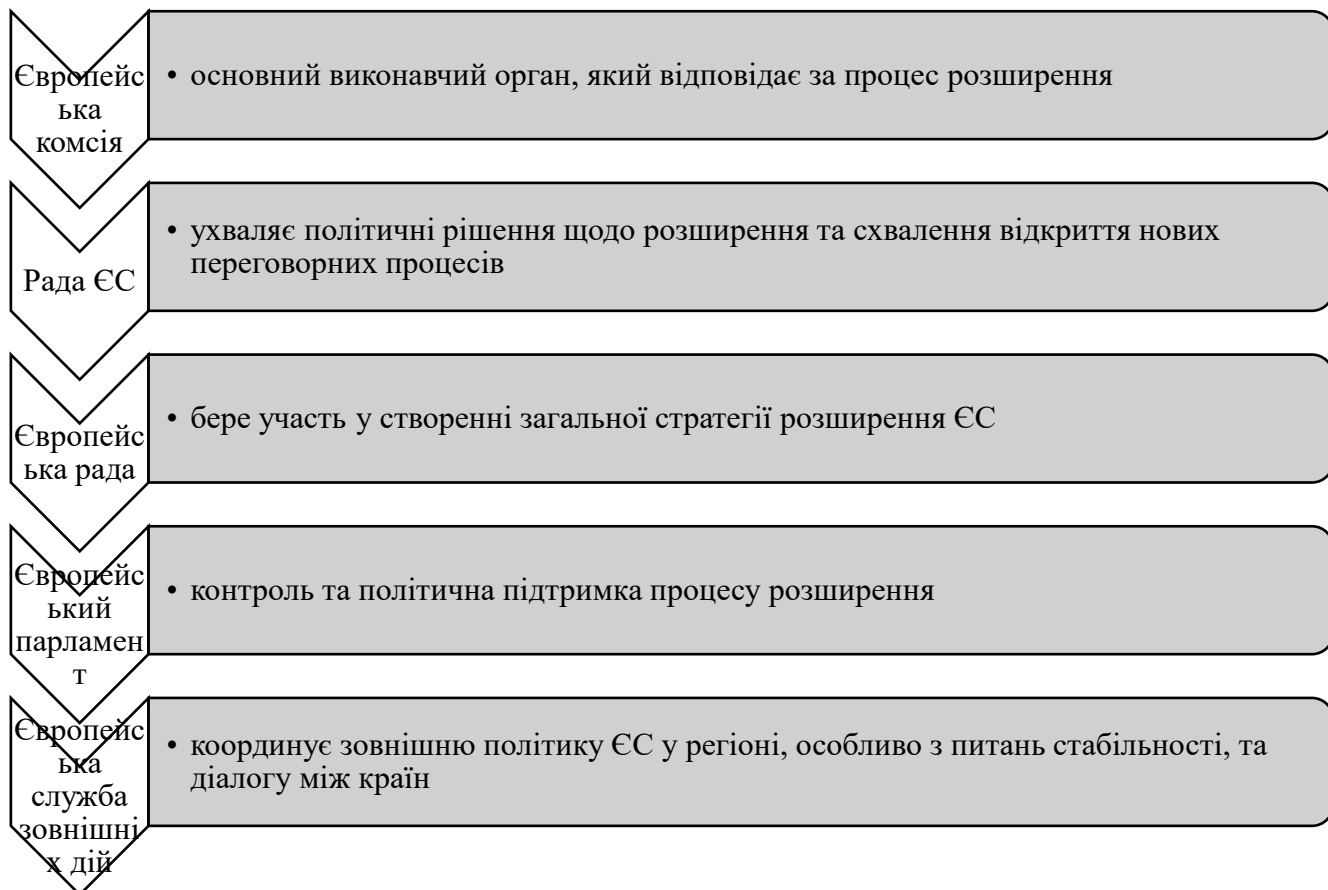 Європейс
ька
комсія
• основний виконавчий орган, який відповідає за процес розширення
Рада ЄС
• ухваляє політичні рішення щодо розширення та схвалення відкриття нових
переговорних процесів
Європейс
ька рада
• бере участь у створенні загальної стратегії розширення ЄС
Європейс
ький
парламен
т
• контроль та політична підтримка процесу розширення
Європейс
ька
служба
зовнішні
х дій
• координує зовнішню політику ЄС у регіоні, особливо з питань стабільності, та
діалогу між країн